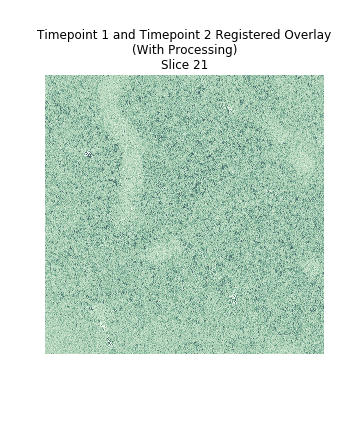 Timepoint 1 and Timepoint 2 Registered Overlay
(With Processing)
Slice 21